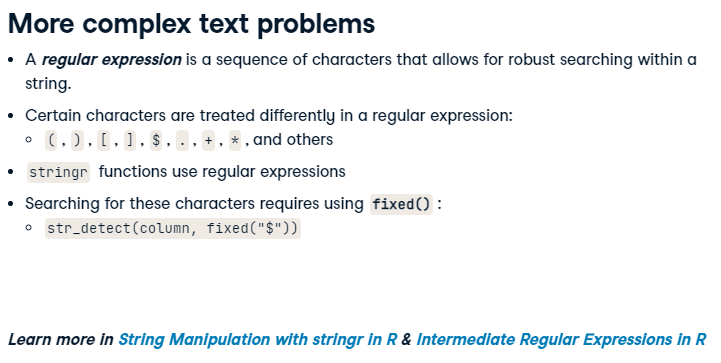 More complex text problems
• A regular expression is a sequence of characters that allows for robust searching within a
string.
• Certain characters are treated differently in a regular expression:
○ (, ), [, ], $, ., +, *, and others
• stringr functions use regular expressions
• Searching for these characters requires using fixed() :
○ str_detect(column, fixed("$"))
Learn more in String Manipulation with stringr in R & Intermediate Regular Expressions in R